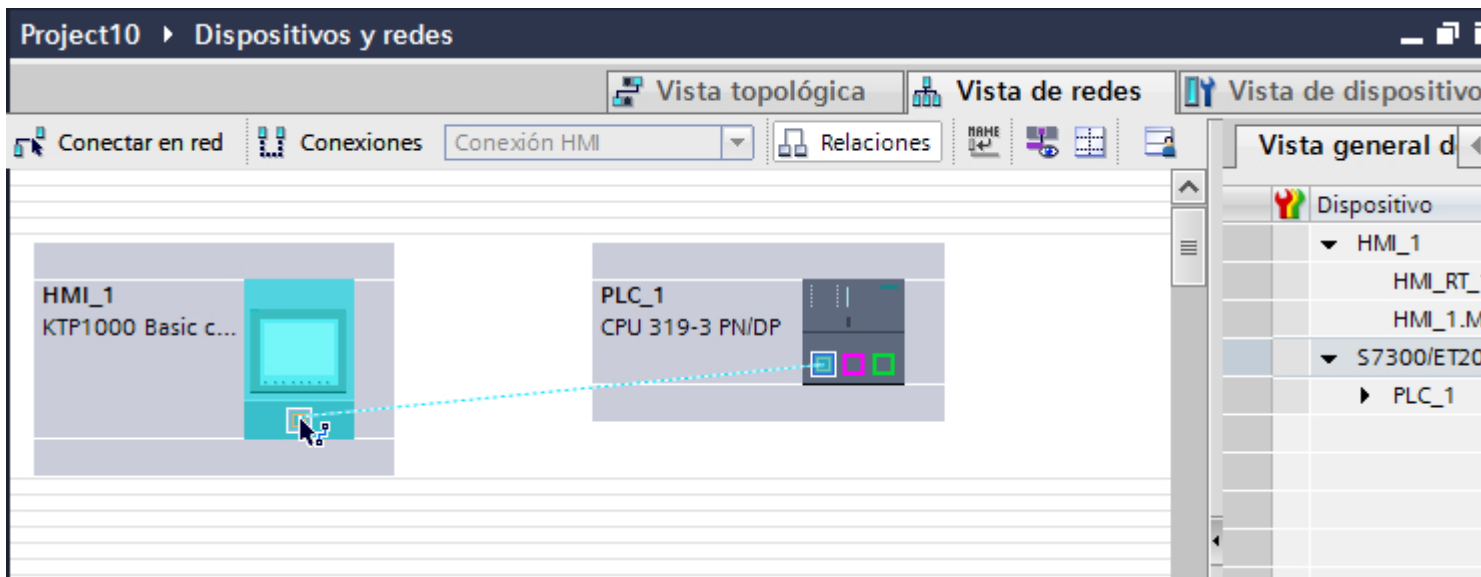 Project10 ▸ Dispositivos y redes
Vista topológica Vista de redes Vista de dispositivo
Conectar en red Conexiones Conexión HMI Relaciones NAME Vista general d
Dispositivo
HMI_1
HMI_RT_
HMI_1.M
S7300/ET20
PLC_1
HMI_1
KTP1000 Basic c...
PLC_1
CPU 319-3 PN/DP